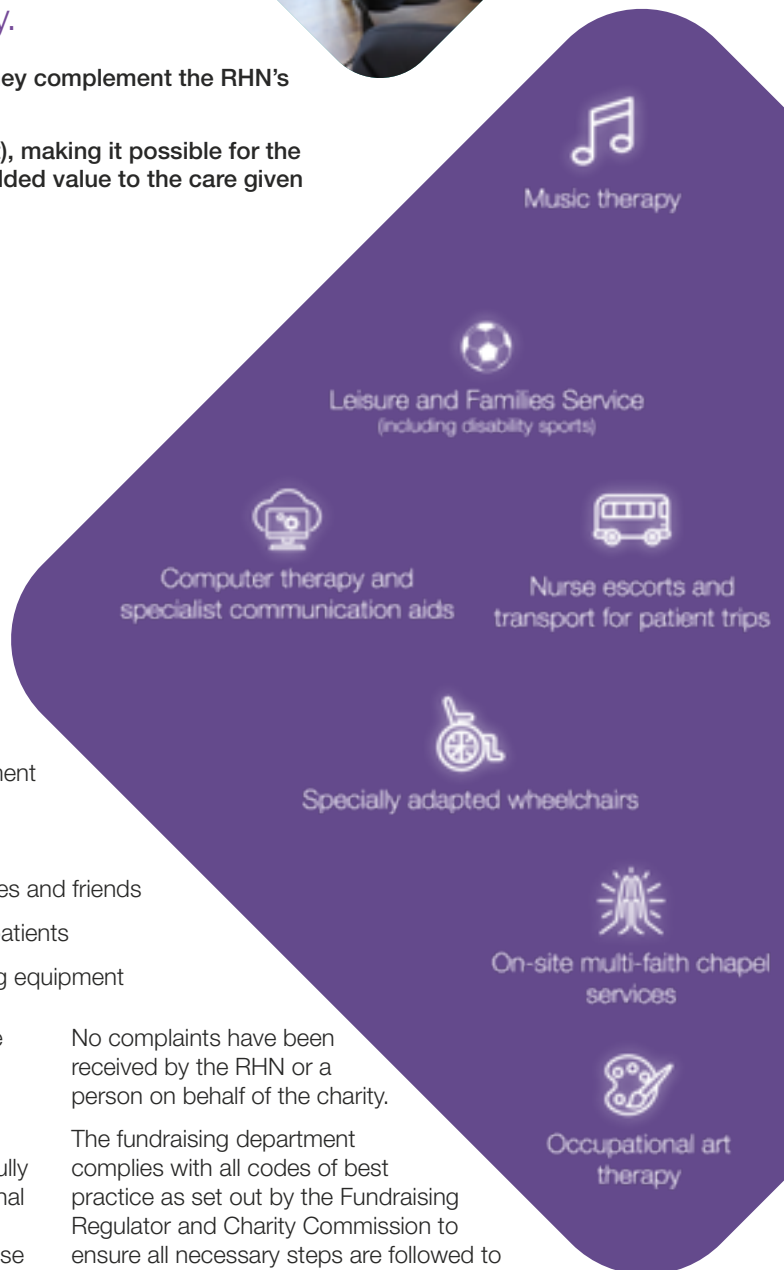 y.
ey complement the RHN's
), making it possible for the
dded value to the care given
Music therapy
Leisure and Families Service
(including disability sports)
Computer therapy and
specialist communication aids
Nurse escorts and
transport for patient trips
Specially adapted wheelchairs
On-site multi-faith chapel
services
Occupational art
therapy
ment
es and friends
atients
g equipment
e
ully
nal
se
No complaints have been
received by the RHN or a
person on behalf of the charity.
The fundraising department
complies with all codes of best
practice as set out by the Fundraising
Regulator and Charity Commission to
ensure all necessary steps are followed to